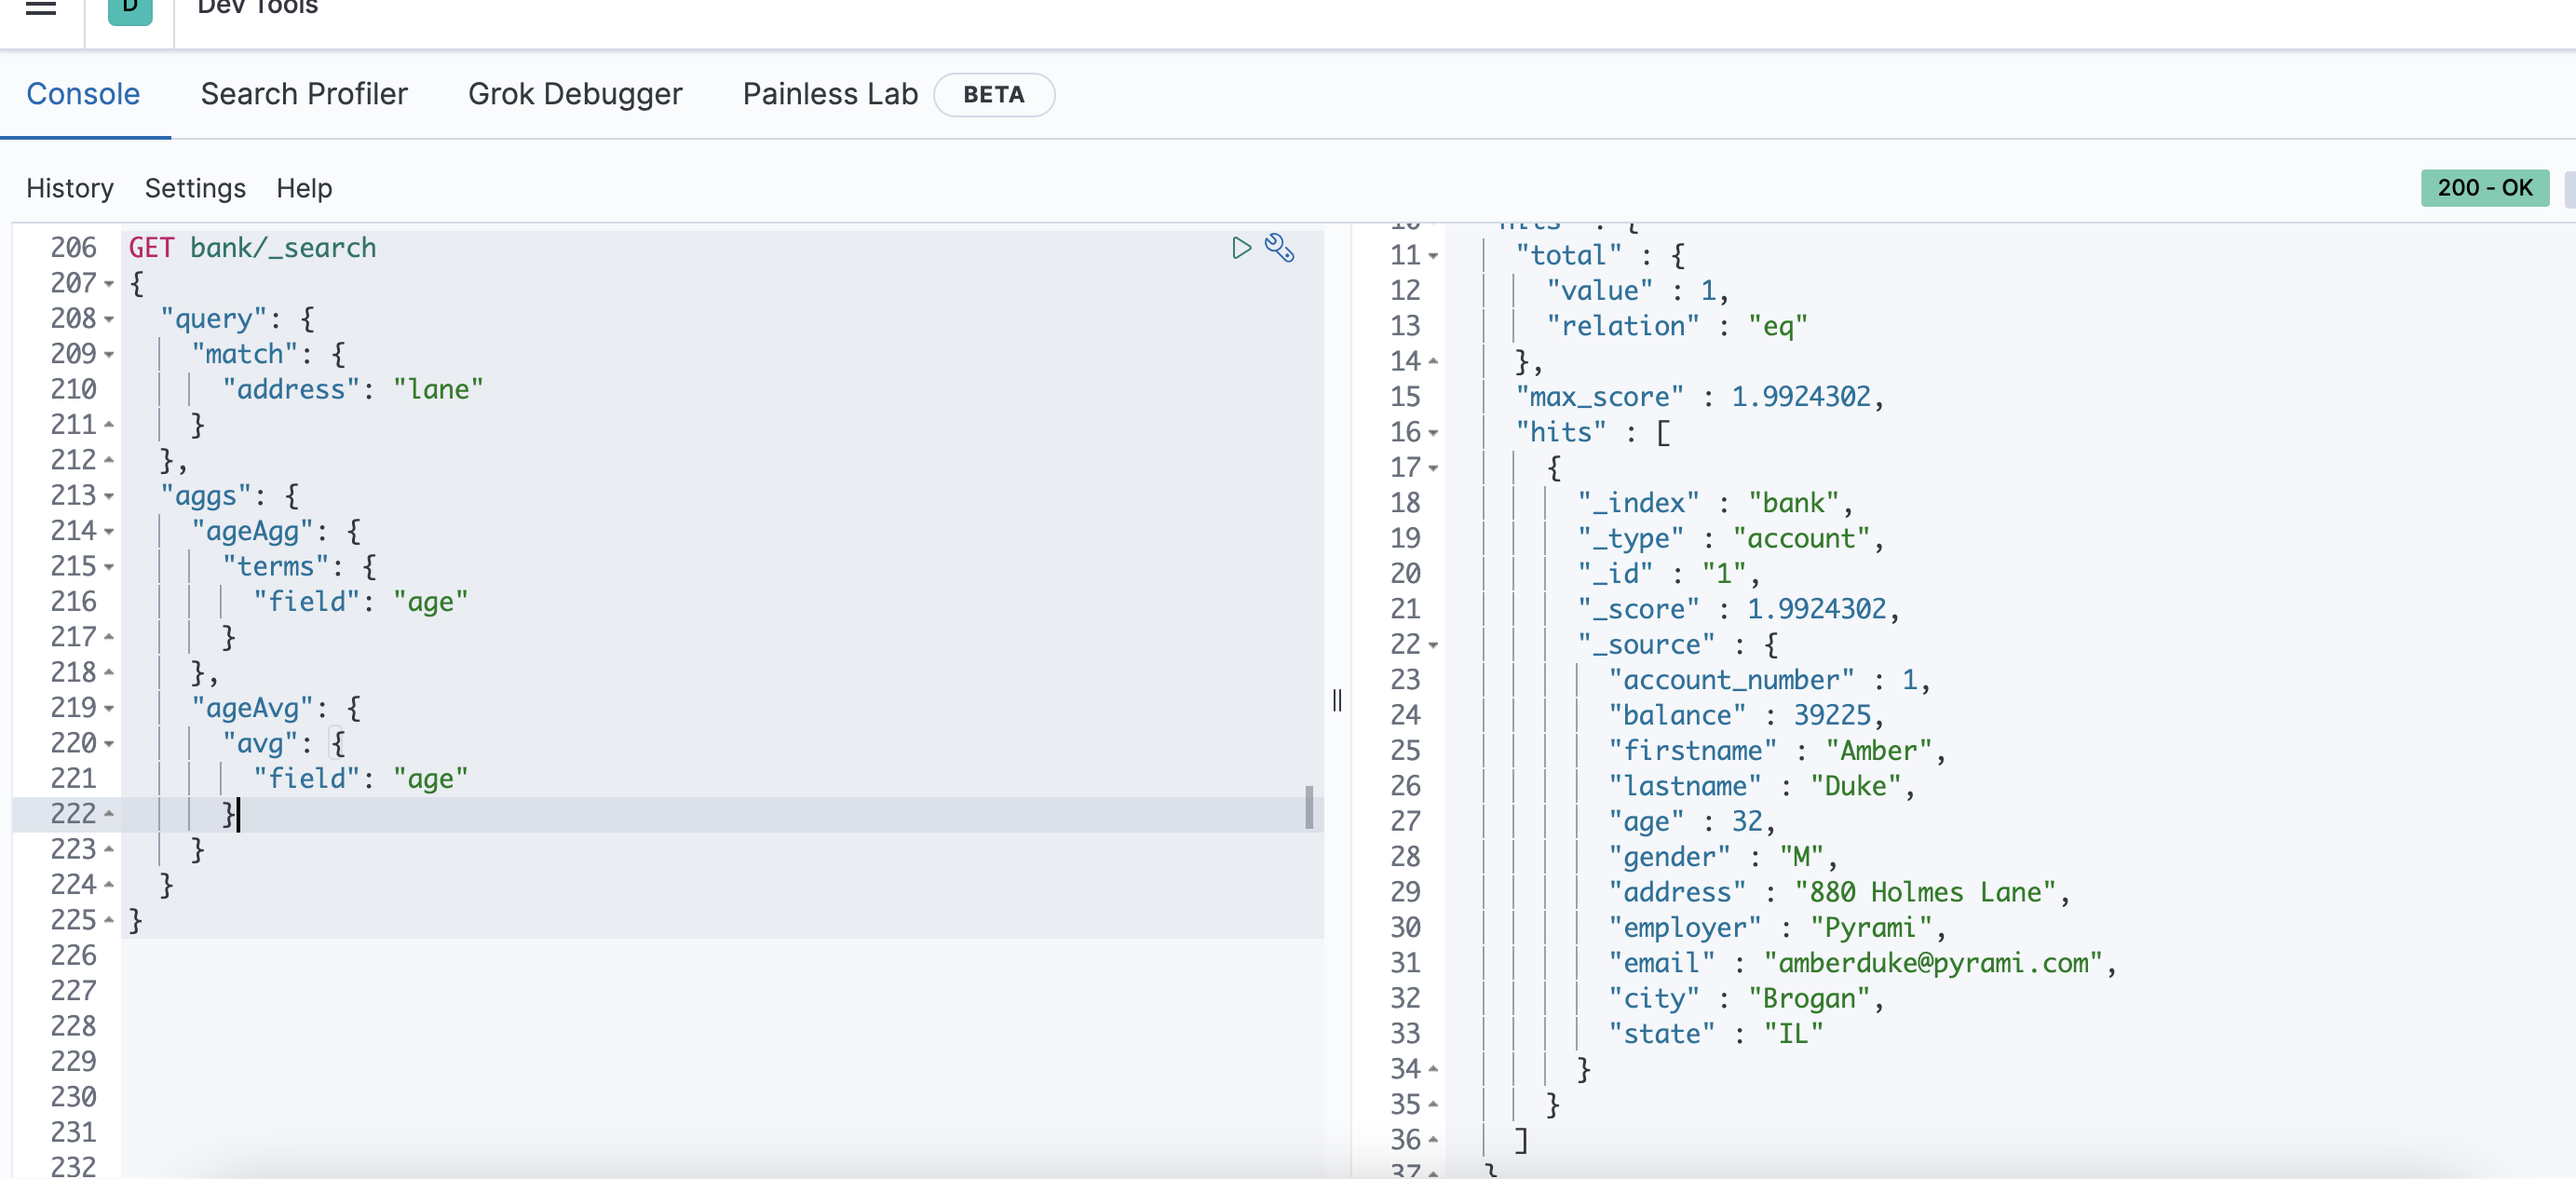 D Dev Tools
Console Search Profiler Grok Debugger Painless Lab BETA
History Settings Help
200 - OK
206 GET bank/_search
207 {
208 "query": {
209 "match": {
210 "address": "lane"
211 }
212 },
213 "aggs": {
214 "ageAgg": {
215 "terms": {
216 "field": "age"
217 }
218 },
219 "ageAvg": {
220 "avg": {
221 "field": "age"
222 }
223 }
224 }
225 }
226
227
228
229
230
231
232
10 "hits" : {
11 "total" : {
12 "value" : 1,
13 "relation" : "eq"
14 },
15 "max_score" : 1.9924302,
16 "hits" : [
17 {
18 "_index" : "bank",
19 "_type" : "account",
20 "_id" : "1",
21 "_score" : 1.9924302,
22 "_source" : {
23 "account_number" : 1,
24 "balance" : 39225,
25 "firstname" : "Amber",
26 "lastname" : "Duke",
27 "age" : 32,
28 "gender" : "M",
29 "address" : "880 Holmes Lane",
30 "employer" : "Pyrami",
31 "email" : "amberduke@pyrami.com",
32 "city" : "Brogan",
33 "state" : "IL"
34 }
35 }
36 ]
37 }